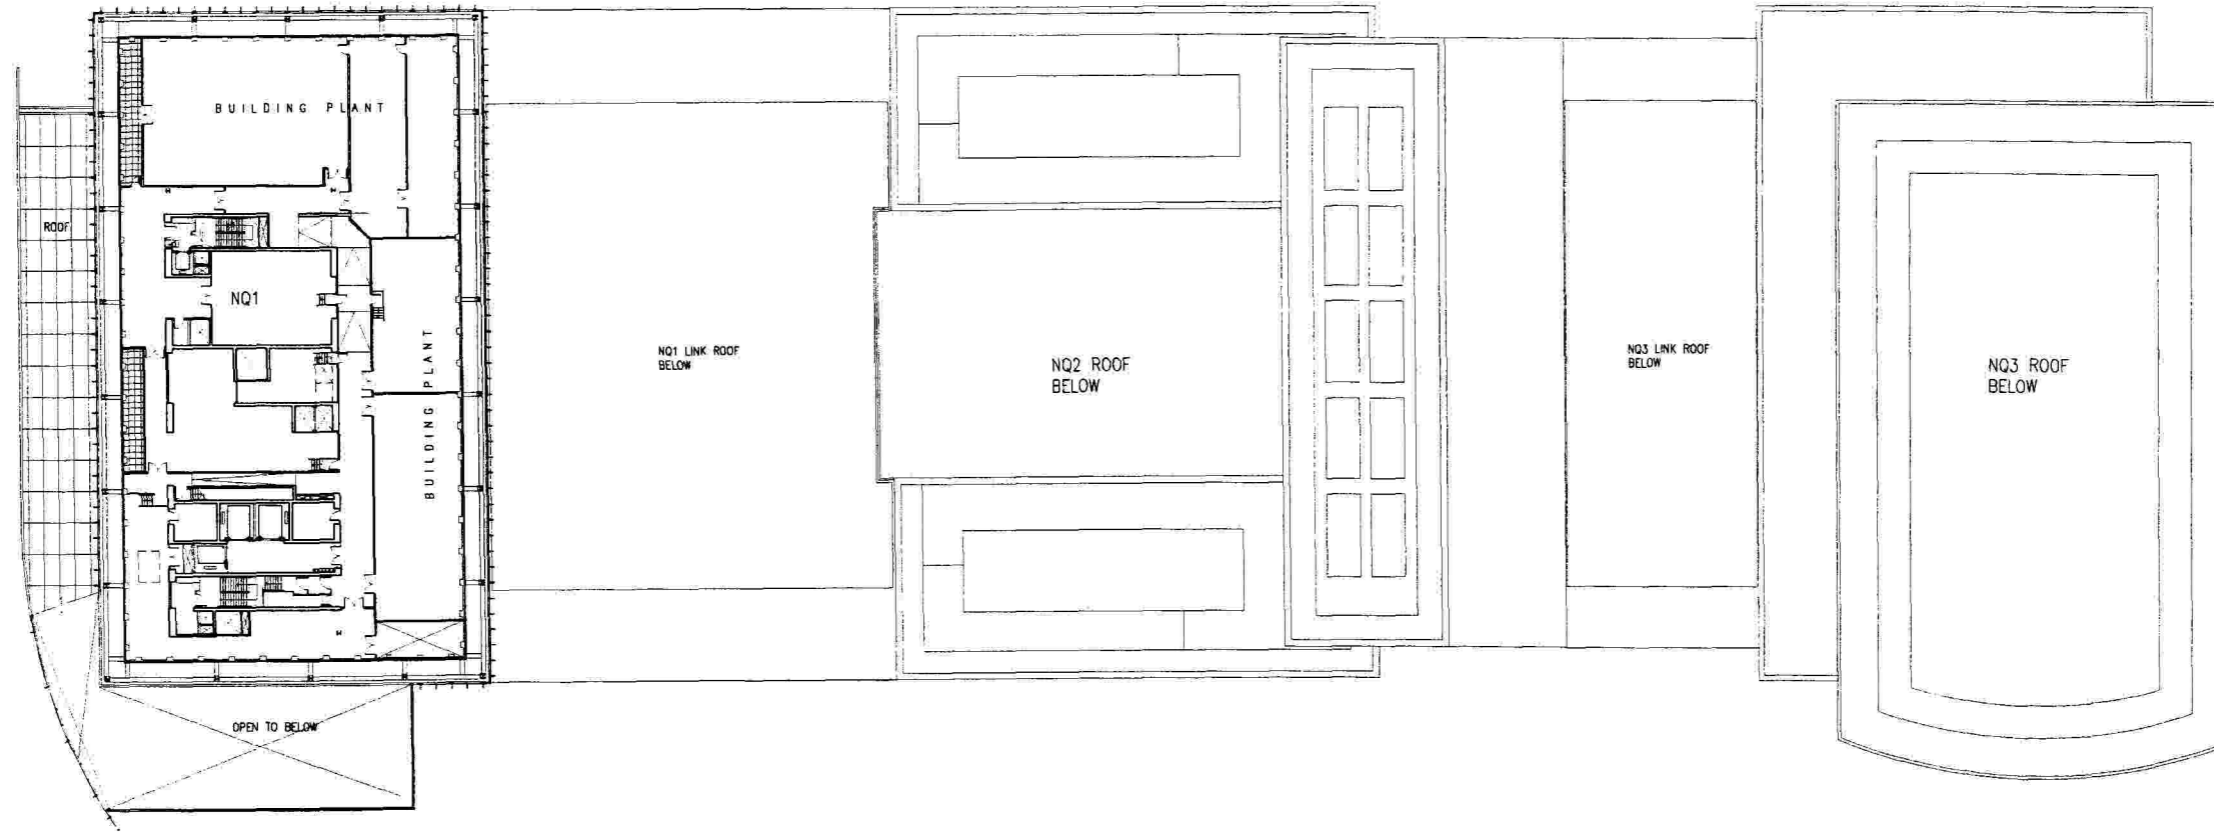 BUILDING PLANT
ROOF
NQ1
BUILDING PLANT
NQ1 LINK ROOF
BELOW
NQ2 ROOF
BELOW
NQ3 LINK ROOF
BELOW
NQ3 ROOF
BELOW
OPEN TO BELOW